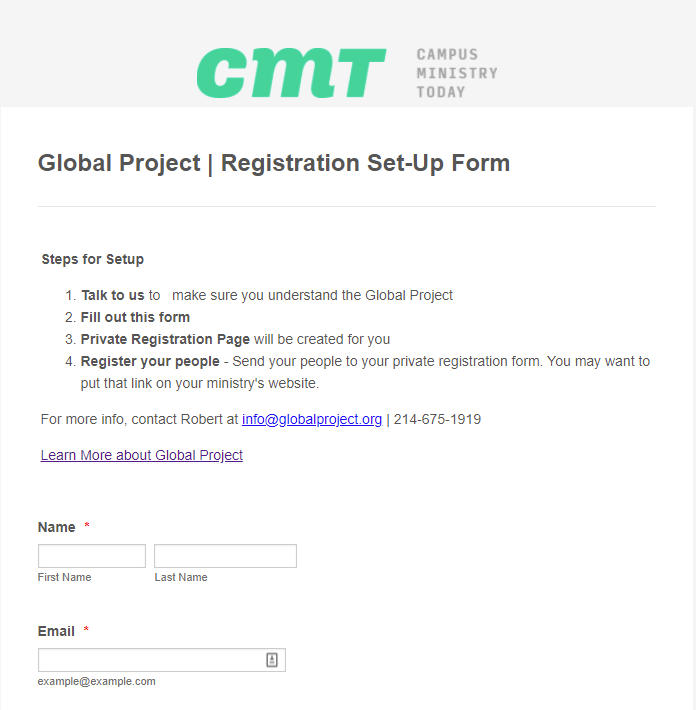 cmt
CAMPUS
MINISTRY
TODAY
Global Project | Registration Set-Up Form
Steps for Setup
1. Talk to us to make sure you understand the Global Project
2. Fill out this form
3. Private Registration Page will be created for you
4. Register your people - Send your people to your private registration form. You may want to
put that link on your ministry's website.
For more info, contact Robert at info@globalproject.org | 214-675-1919
Learn More about Global Project
Name *
First Name Last Name
Email *
example@example.com